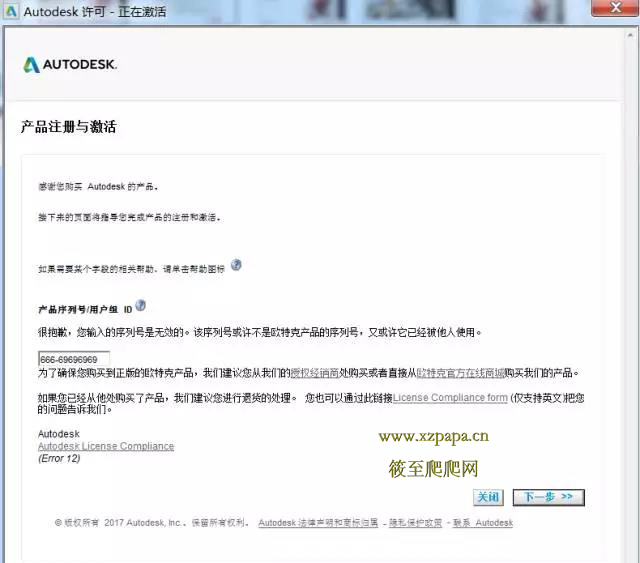 Autodesk 许可 - 正在激活
AUTODESK.
产品注册与激活
感谢您购买 Autodesk 的产品。
接下来的页面将指导您完成产品的注册和激活。
如果需要某个字段的相关帮助，请单击帮助图标
产品序列号/用户组 ID
很抱歉，您输入的序列号是无效的。该序列号或许不是欧特克产品的序列号，又或许它已经被他人使用。
666-69696969
为了确保您购买到正版的欧特克产品，我们建议您从我们的授权经销商处购买或者直接从欧特克官方在线商城购买我们的产品。
如果您已经从他处购买了产品，我们建议您进行退货的处理。 您也可以通过此链接License Compliance form (仅支持英文)把您
的问题告诉我们。
Autodesk
Autodesk License Compliance
(Error 12)
www.xzpapa.cn
筱至爬爬网
关闭
下一步 >>
© 版权所有 2017 Autodesk, Inc.。保留所有权利。 Autodesk 法律声明和商标归属 - 隐私保护政策 - 联系 Autodesk